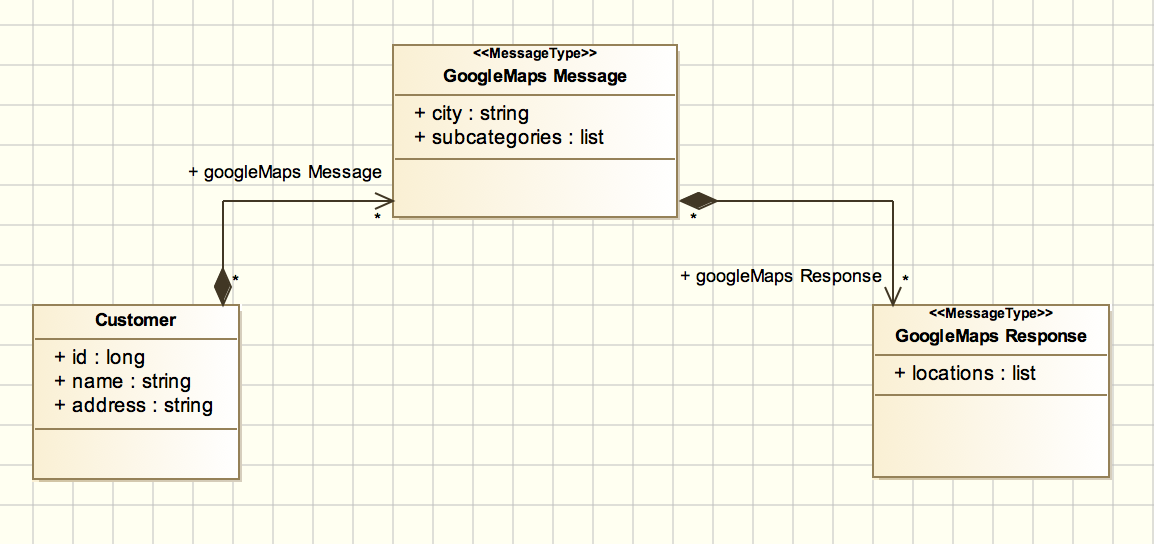 <<MessageType>>
GoogleMaps Message
+ city : string
+ subcategories : list
+ googleMaps Message
*
*
+ googleMaps Response
*
*
Customer
+ id : long
+ name : string
+ address : string
<<MessageType>>
GoogleMaps Response
+ locations : list